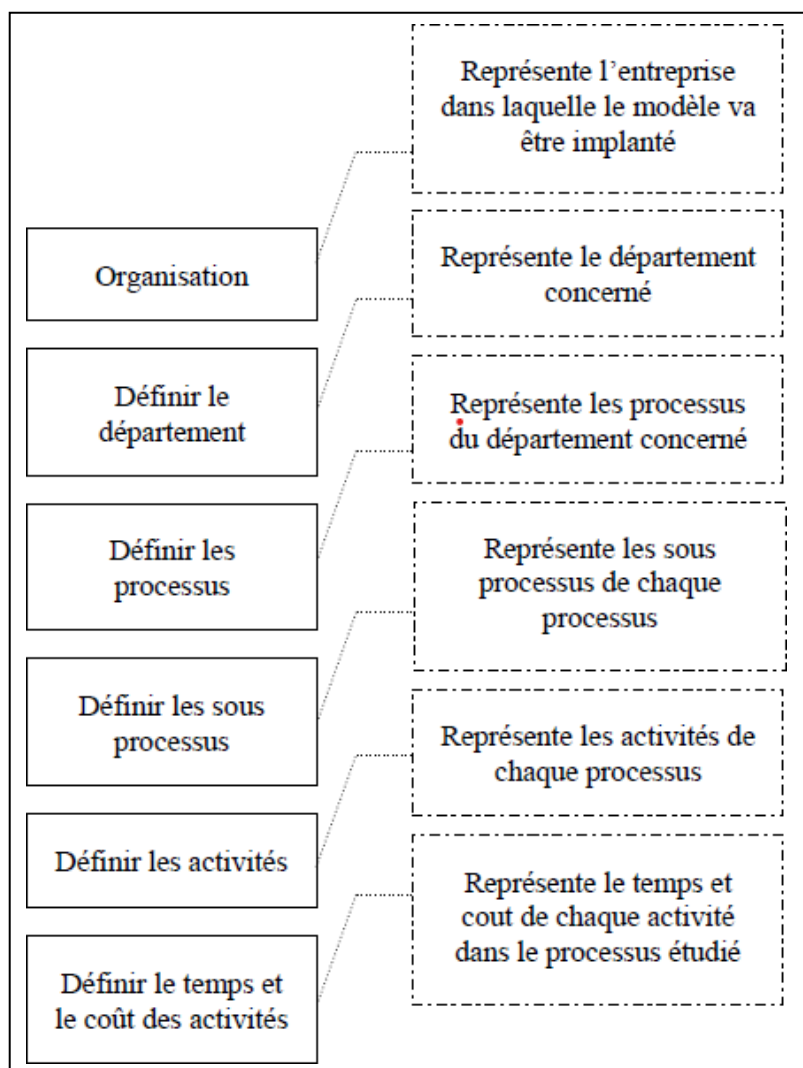 Représente l’entreprise
dans laquelle le modèle va
être implanté
Organisation
Représente le département
concerné
Définir le
département
Représente les processus
du département concerné
Définir les
processus
Représente les sous
processus de chaque
processus
Définir les sous
processus
Représente les activités de
chaque processus
Définir les activités
Représente le temps et
cout de chaque activité
dans le processus étudié
Définir le temps et
le coût des activités